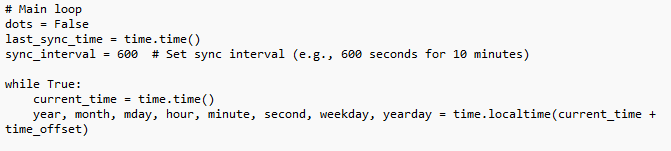 # Main loop
dots = False
last_sync_time = time.time()
sync_interval = 600  # Set sync interval (e.g., 600 seconds for 10 minutes)

while True:
    current_time = time.time()
    year, month, mday, hour, minute, second, weekday, yearday = time.localtime(current_time +
time_offset)